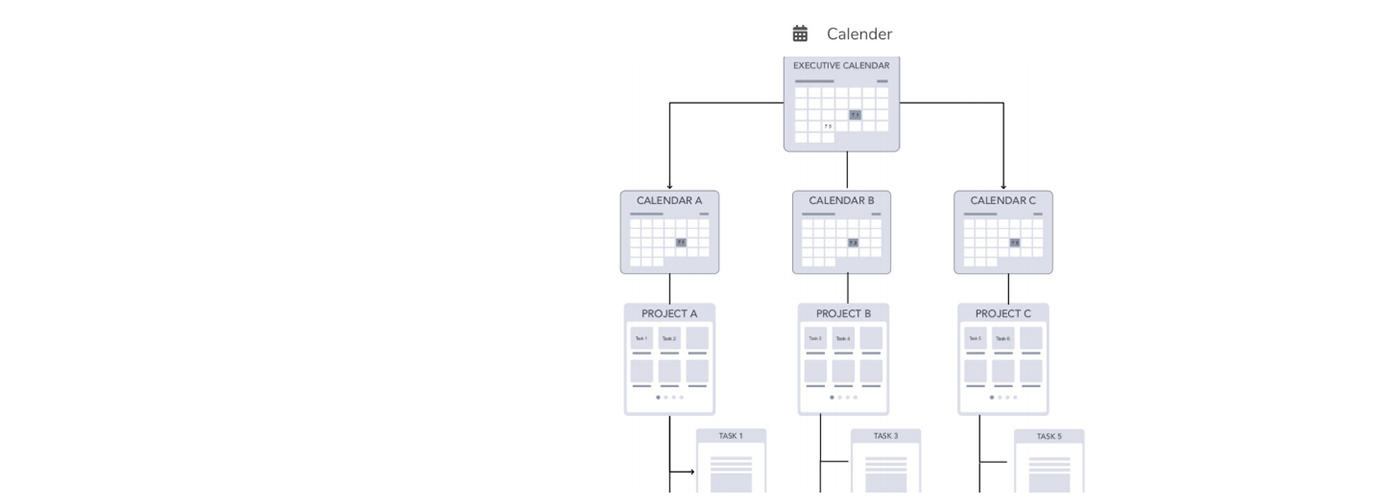 Calender
EXECUTIVE CALENDAR
CALENDAR A
CALENDAR B
CALENDAR C
PROJECT A
PROJECT B
PROJECT C
Task 1
Task 2
Task 3
Task 4
Task 5
Task 6
TASK 1
TASK 3
TASK 5